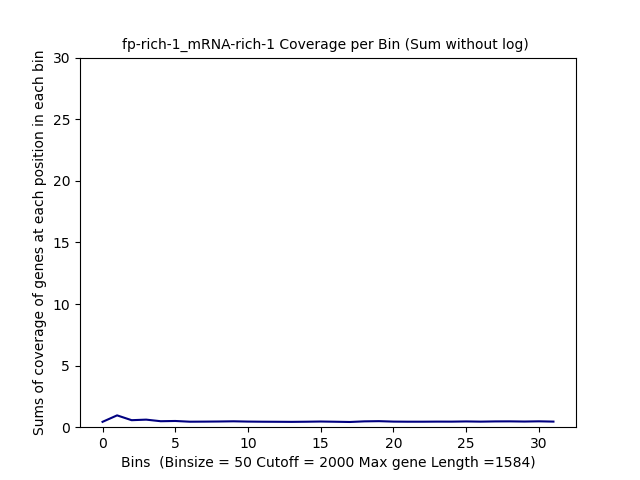 fp-rich-1_mRNA-rich-1 Coverage per Bin (Sum without log)
Sums of coverage of genes at each position in each bin
30
25
20
15
10
5
0
0 5 10 15 20 25 30
Bins  (Binsize = 50 Cutoff = 2000 Max gene Length =1584)